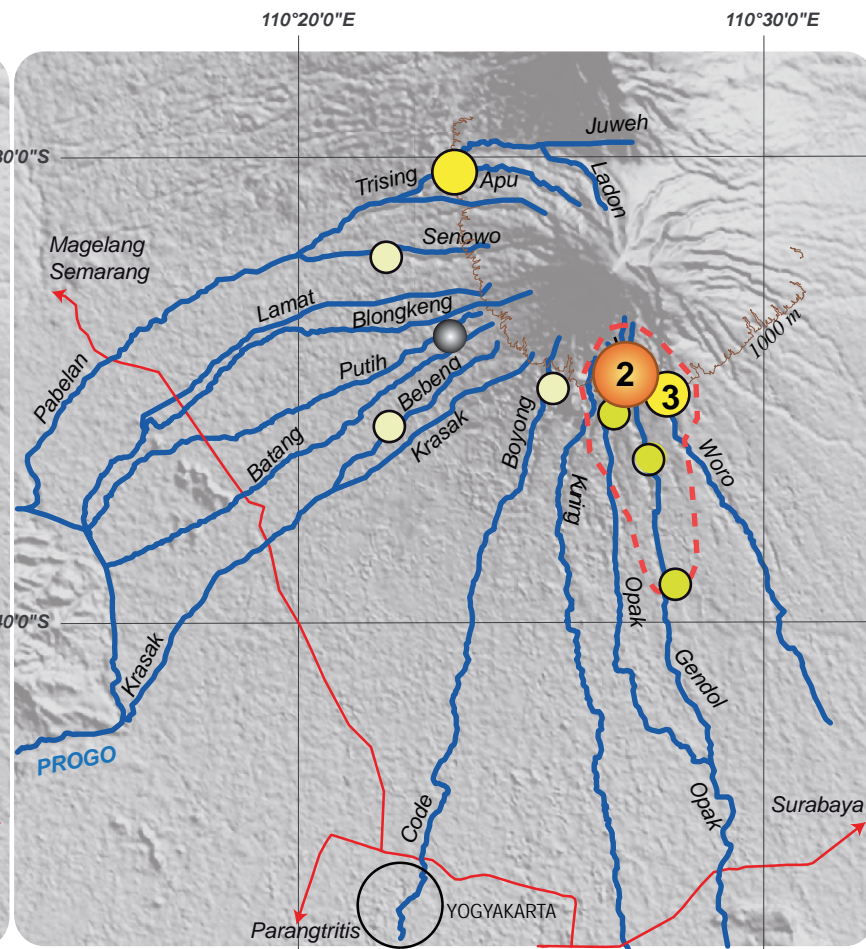 110°20'0"E
110°30'0"E
30'0"S
Juweh
Trising
Apu
Ladon
Magelang
Semarang
Senowo
Lamat
Blongkeng
1000 m
Pabelan
Putih
Bebeng
2
3
Krasak
Boyong
Batang
Woro
Kuning
40'0"S
Opak
Krasak
Gendol
PROGO
Opak
Code
Surabaya
YOGYAKARTA
Parangtritis